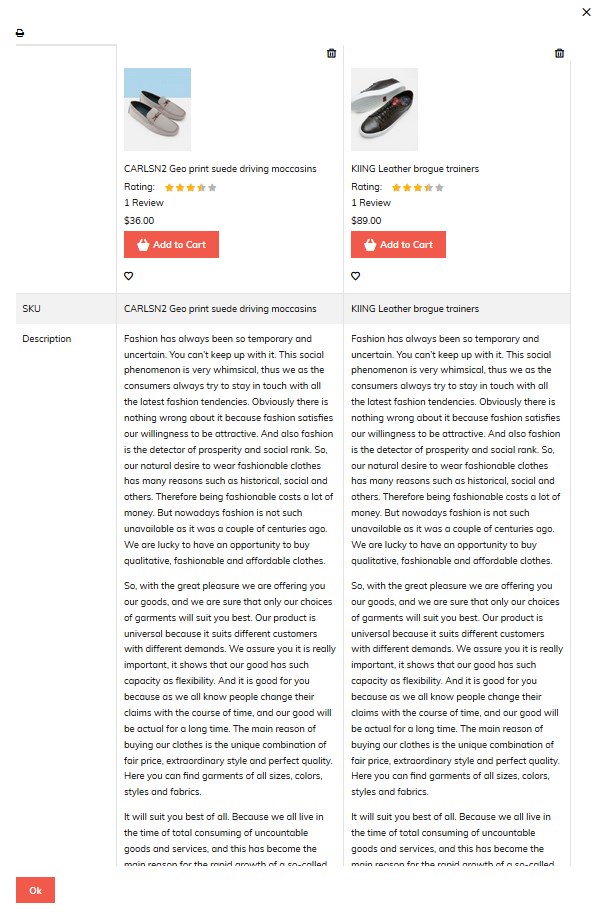 CARLSN2 Geo print suede driving moccasins
Rating:
1 Review
$36.00
Add to Cart
KIING Leather brogue trainers
Rating:
1 Review
$89.00
Add to Cart
SKU
CARLSN2 Geo print suede driving moccasins
KIING Leather brogue trainers
Description
Fashion has always been so temporary and
uncertain. You can't keep up with it. This social
phenomenon is very whimsical, thus we as the
consumers always try to stay in touch with all
the latest fashion tendencies. Obviously there is
nothing wrong about it because fashion satisfies
our willingness to be attractive. And also fashion
is the detector of prosperity and social rank. So,
our natural desire to wear fashionable clothes
has many reasons such as historical, social and
others. Therefore being fashionable costs a lot of
money. But nowadays fashion is not such
unavailable as it was a couple of centuries ago.
We are lucky to have an opportunity to buy
qualitative, fashionable and affordable clothes.
So, with the great pleasure we are offering you
our goods, and we are sure that only our choices
of garments will suit you best. Our product is
universal because it suits different customers
with different demands. We assure you it is really
important, it shows that our good has such
capacity as flexibility. And it is good for you
because as we all know people change their
claims with the course of time, and our good will
be actual for a long time. The main reason of
buying our clothes is the unique combination of
fair price, extraordinary style and perfect quality.
Here you can find garments of all sizes, colors,
styles and fabrics.
It will suit you best of all. Because we all live in
the time of total consuming of uncountable
goods and services, and this has become the
main reason for the rapid growth of a so-called
Fashion has always been so temporary and
uncertain. You can't keep up with it. This social
phenomenon is very whimsical, thus we as the
consumers always try to stay in touch with all
the latest fashion tendencies. Obviously there is
nothing wrong about it because fashion satisfies
our willingness to be attractive. And also fashion
is the detector of prosperity and social rank. So,
our natural desire to wear fashionable clothes
has many reasons such as historical, social and
others. Therefore being fashionable costs a lot of
money. But nowadays fashion is not such
unavailable as it was a couple of centuries ago.
We are lucky to have an opportunity to buy
qualitative, fashionable and affordable clothes.
So, with the great pleasure we are offering you
our goods, and we are sure that only our choices
of garments will suit you best. Our product is
universal because it suits different customers
with different demands. We assure you it is really
important, it shows that our good has such
capacity as flexibility. And it is good for you
because as we all know people change their
claims with the course of time, and our good will
be actual for a long time. The main reason of
buying our clothes is the unique combination of
fair price, extraordinary style and perfect quality.
Here you can find garments of all sizes, colors,
styles and fabrics.
It will suit you best of all. Because we all live in
the time of total consuming of uncountable
goods and services, and this has become the
main reason for the rapid growth of a so-called
Ok